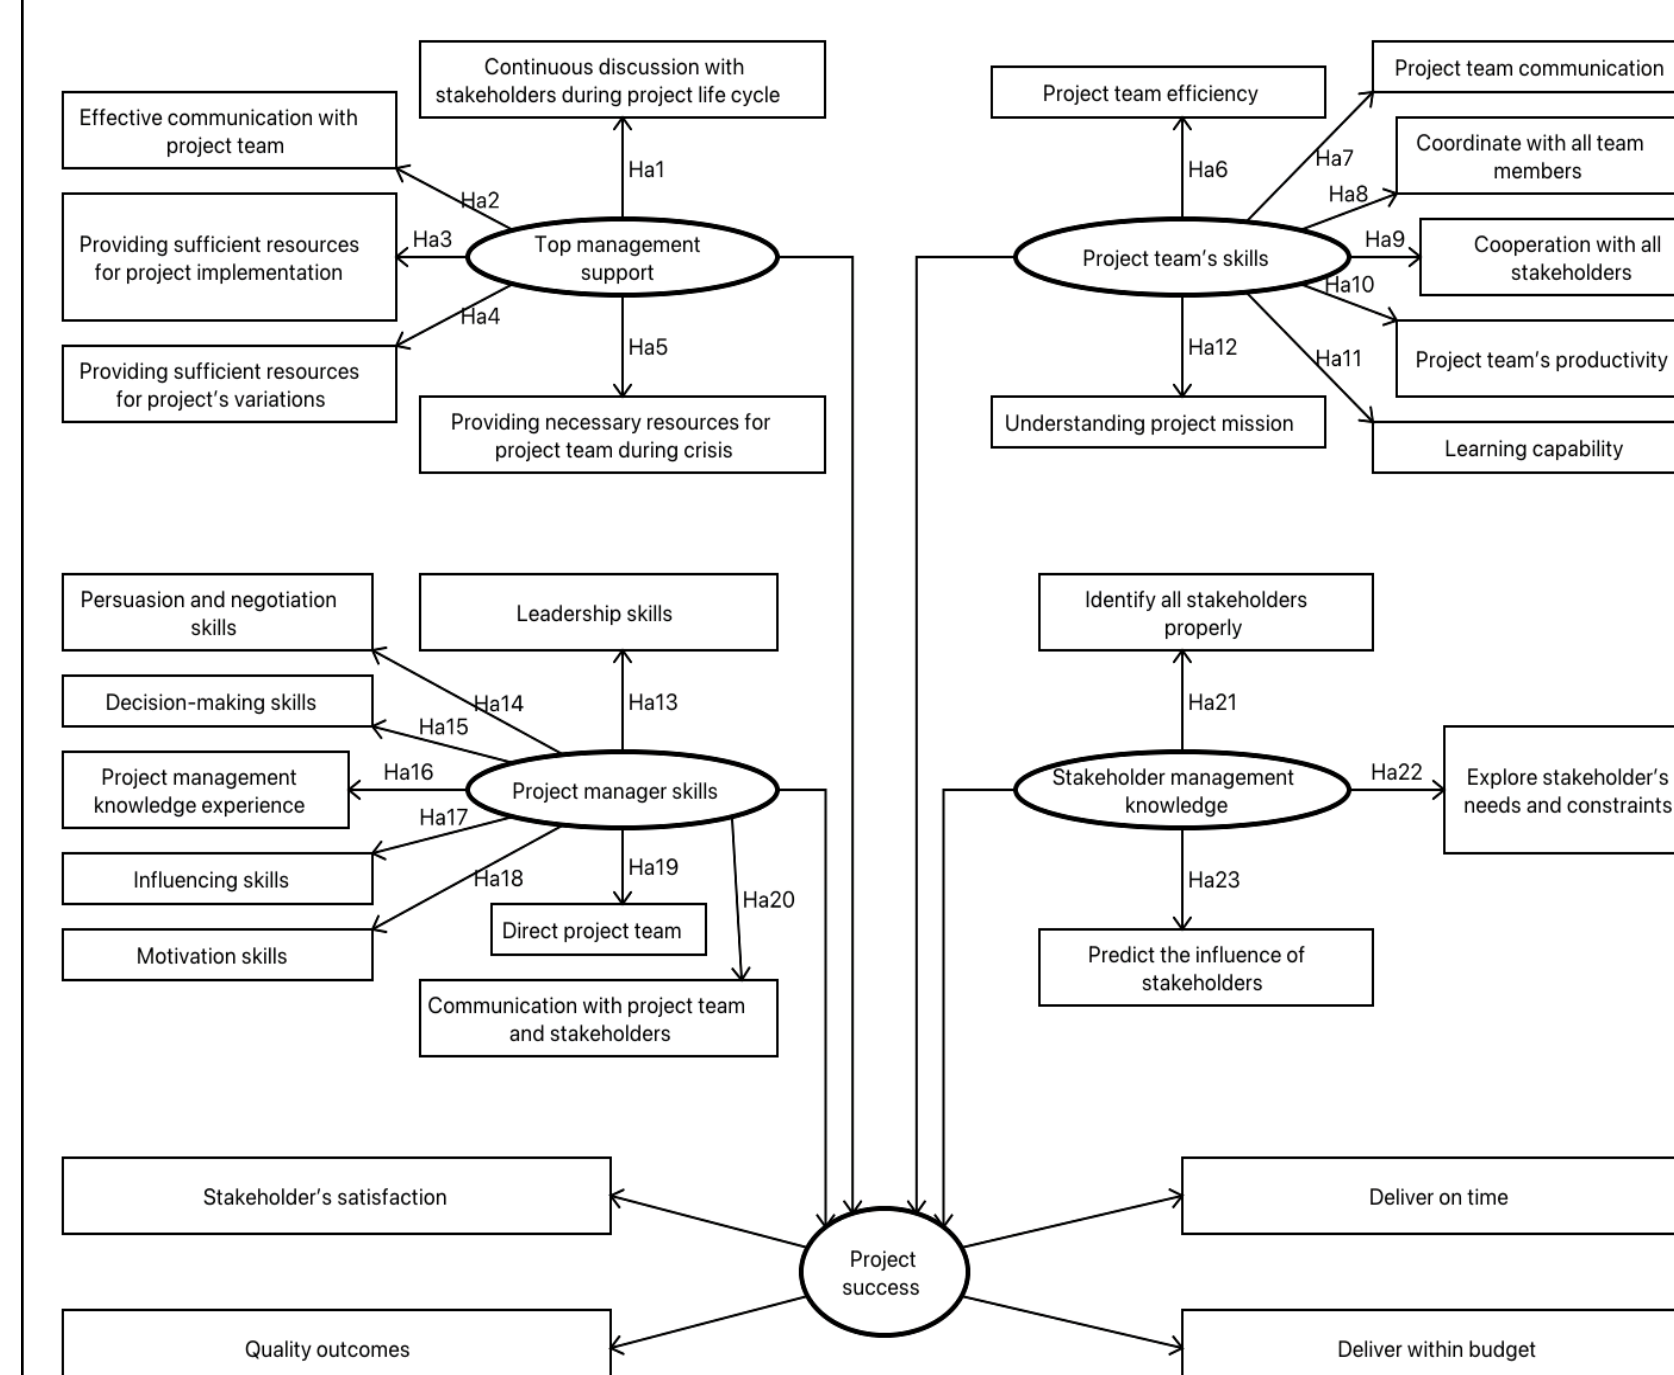 Continuous discussion with
stakeholders during project life cycle
Effective communication with
project team
Ha1
Ha2
Providing sufficient resources
for project implementation
Ha3
Top management
support
Ha4
Providing sufficient resources
for project's variations
Ha5
Providing necessary resources for
project team during crisis
Project team efficiency
Project team communication
Ha6
Ha7
Coordinate with all team
members
Ha8
Project team's skills
Ha9
Cooperation with all
stakeholders
Ha10
Project team's productivity
Ha11
Ha12
Understanding project mission
Learning capability
Persuasion and negotiation
skills
Leadership skills
Decision-making skills
Ha14
Ha13
Ha15
Project management
knowledge experience
Ha16
Project manager skills
Ha17
Influencing skills
Ha18
Ha19
Ha20
Motivation skills
Direct project team
Communication with project team
and stakeholders
Identify all stakeholders
properly
Ha21
Stakeholder management
knowledge
Ha22
Explore stakeholder's
needs and constraints
Ha23
Predict the influence of
stakeholders
Stakeholder's satisfaction
Deliver on time
Project
success
Quality outcomes
Deliver within budget